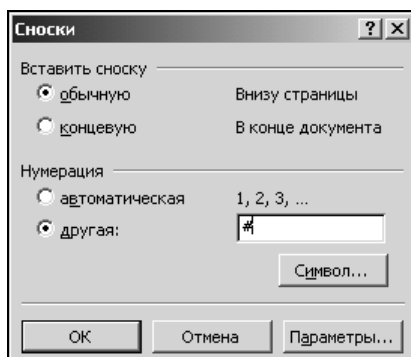 Сноски
Вставить сноску
обычную Внизу страницы
концевую В конце документа
Нумерация
автоматическая 1, 2, 3, ...
другая: #
Символ...
ОК Отмена Параметры...